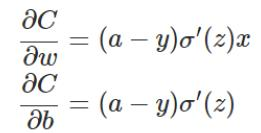 ∂C/∂w = (a − y)σ′(z)x
∂C/∂b = (a − y)σ′(z)